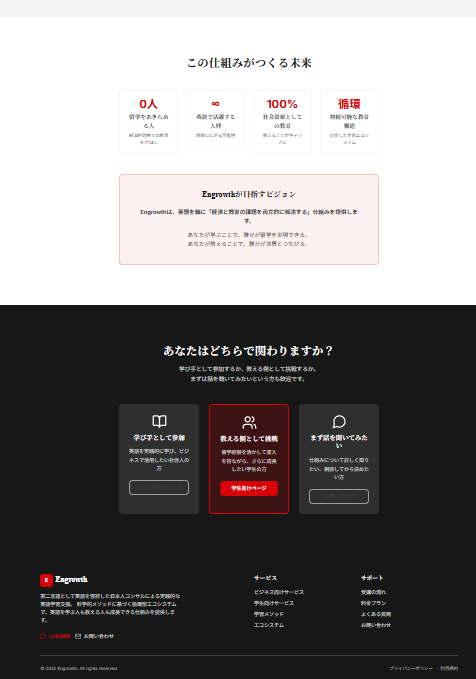 この仕組みがつくる未来
0人
留学をあきらめ
る人
経済的理由での断念
をゼロに
∞
英語で活躍する
人材
無限に広がる可能性
100%
社会貢献として
の教育
教えることがキャリ
アに
循環
持続可能な教育
構造
自立した学習エコシ
ステム
Engrowthが目指すビジョン
Engrowthは、英語を軸に「経済と教育の課題を両立的に解決する」仕組みを提供しま
す。
あなたが学ぶことで、誰かが留学を実現できる。
あなたが教えることで、誰かが世界とつながる。
あなたはどちらで関わりますか？
学び手として参加するか、教える側として挑戦するか。
まずは話を聞いてみたいという方も歓迎です。
学び手として参加
英語を実践的に学び、ビジ
ネスで活用したい社会人の
方
教える側として挑戦
留学経験を活かして収入
を得ながら、さらに成長
したい学生の方
学生向けページ
まず話を聞いてみた
い
仕組みについて詳しく知り
たい、相談してから決めた
い方
E Engrowth
第二言語として英語を習得した日本人コンサルによる実践的な
英語学習支援。科学的メソッドに基づく循環型エコシステム
で、英語を学ぶ人も教える人も成長できる仕組みを提供しま
す。
LINE相談 お問い合わせ
サービス
ビジネス向けサービス
学生向けサービス
学習メソッド
エコシステム
サポート
受講の流れ
料金プラン
よくある質問
お問い合わせ
© 2025 Engrowth. All rights reserved.
プライバシーポリシー 利用規約